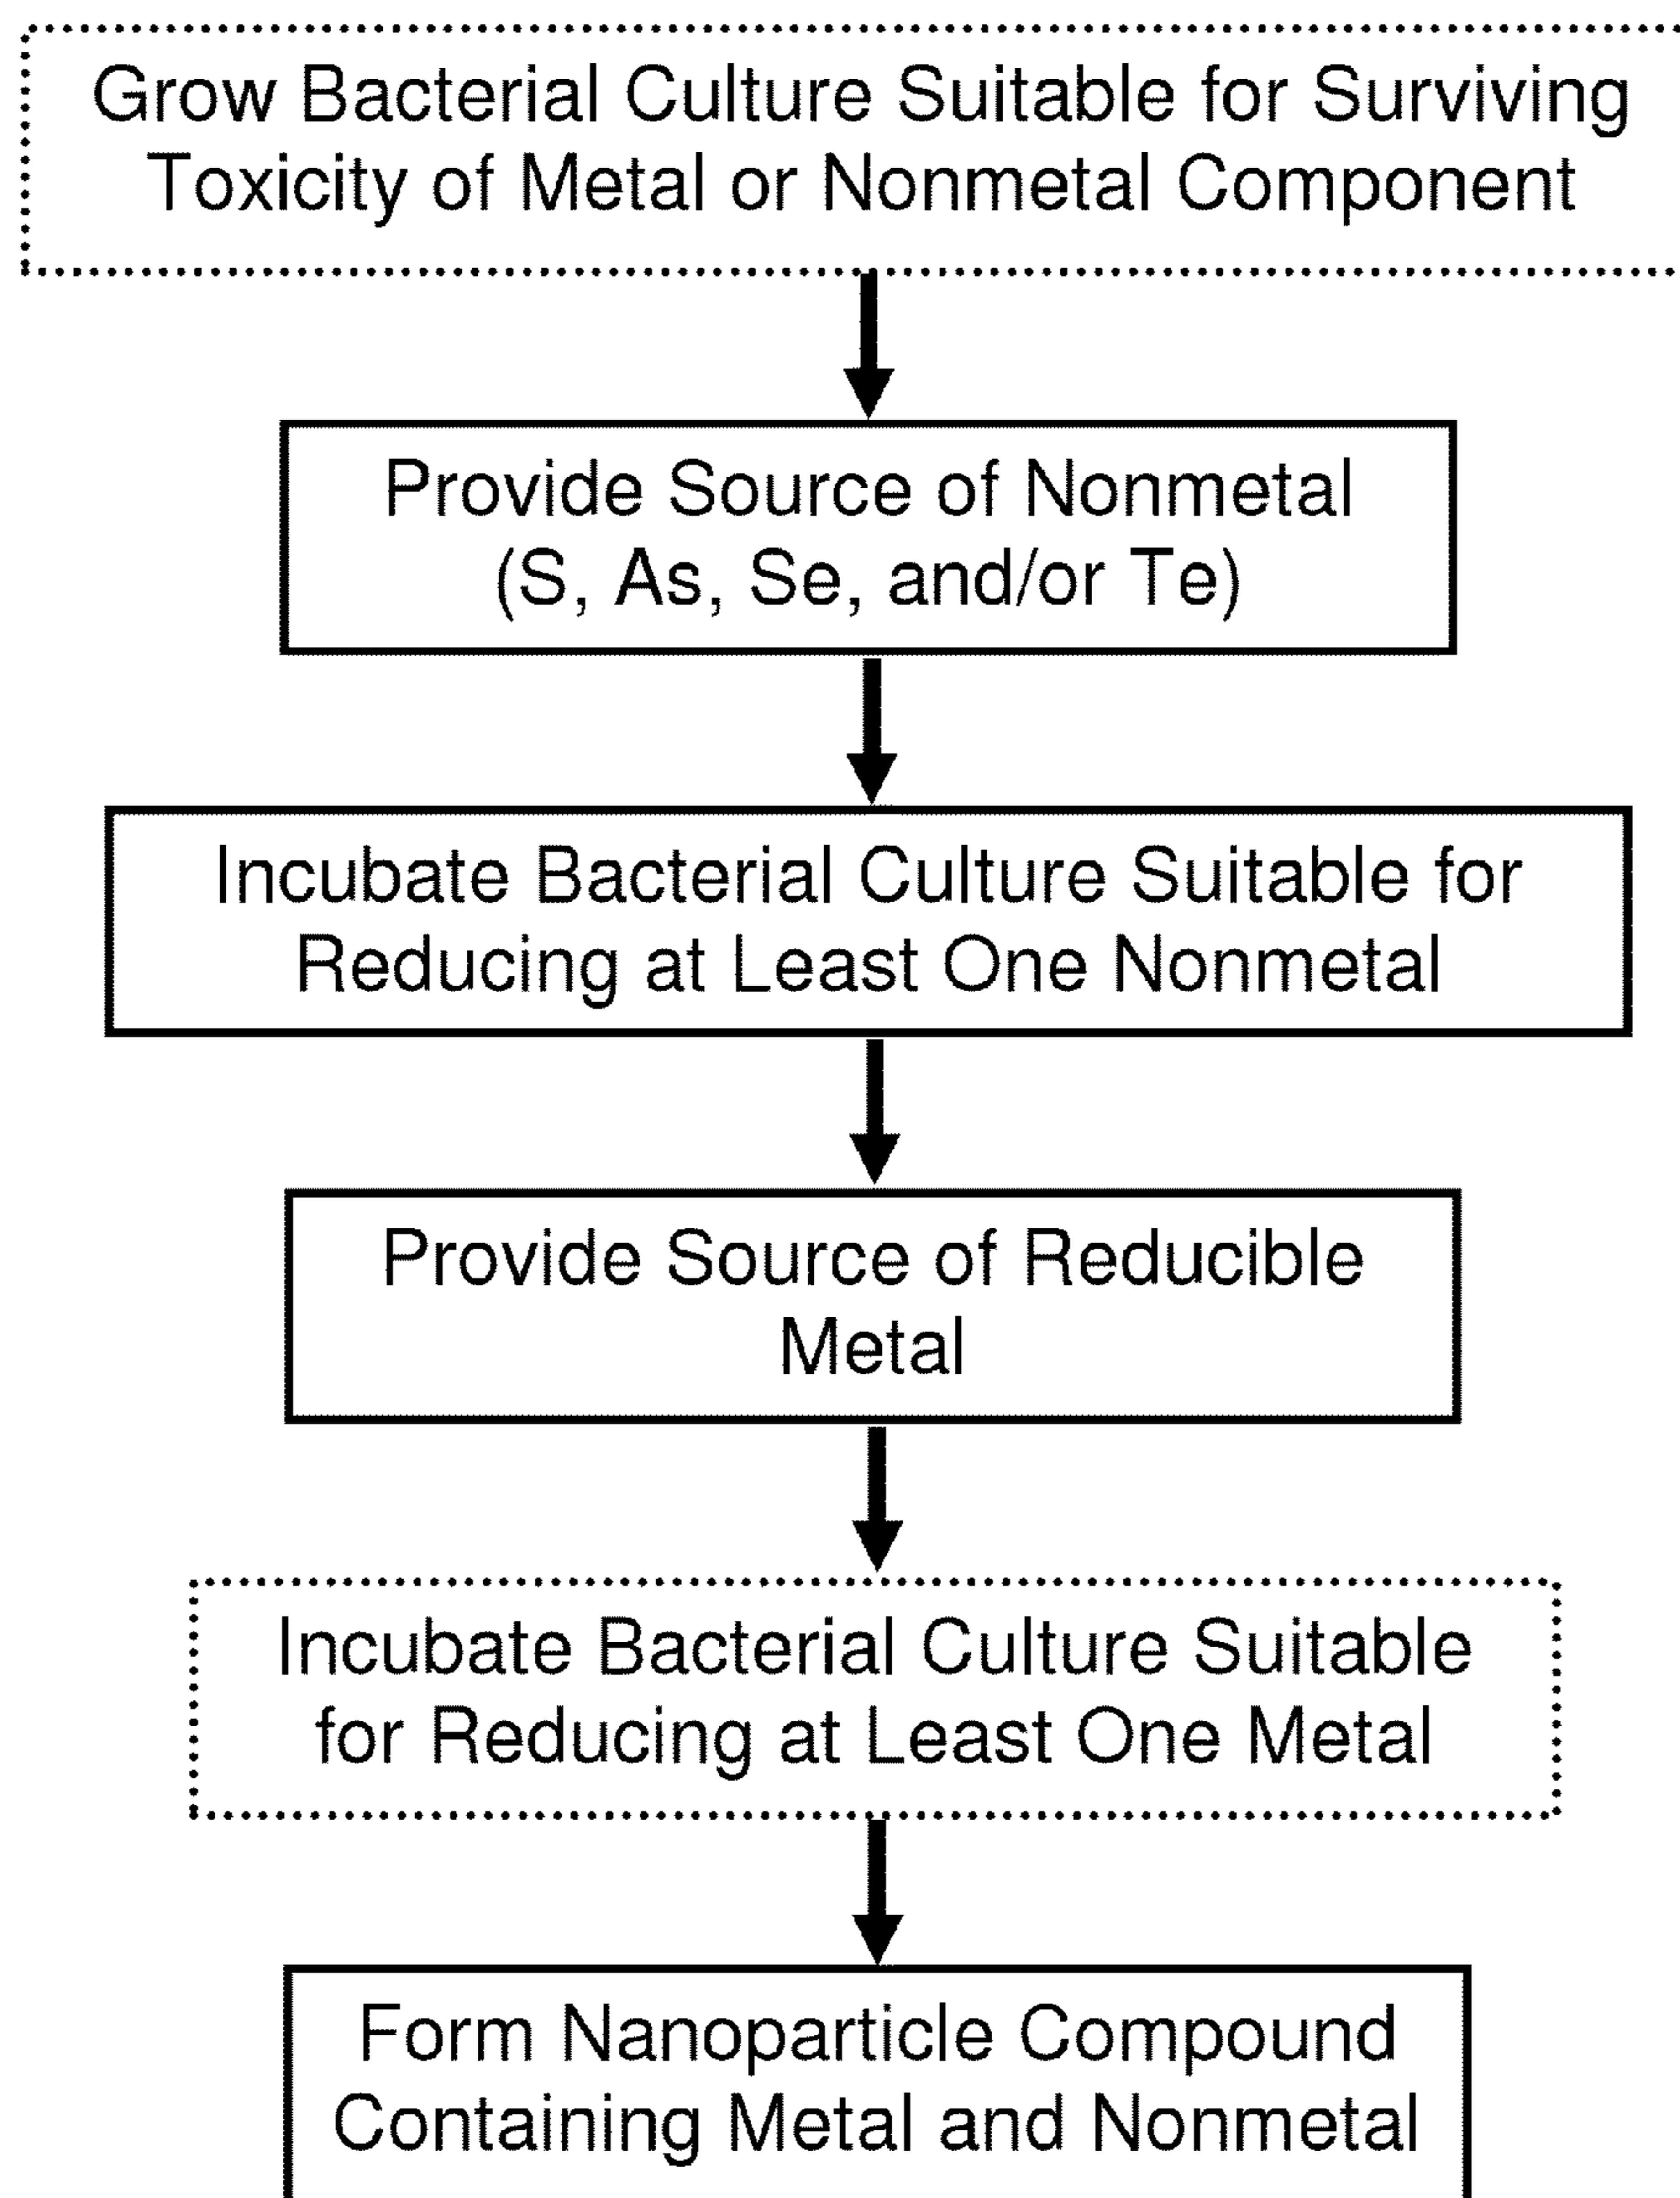 Grow Bacterial Culture Suitable for Surviving
Toxicity of Metal or Nonmetal Component
Provide Source of Nonmetal
(S, As, Se, and/or Te)
Incubate Bacterial Culture Suitable for
Reducing at Least One Nonmetal
Provide Source of Reducible
Metal
Incubate Bacterial Culture Suitable
for Reducing at Least One Metal
Form Nanoparticle Compound
Containing Metal and Nonmetal